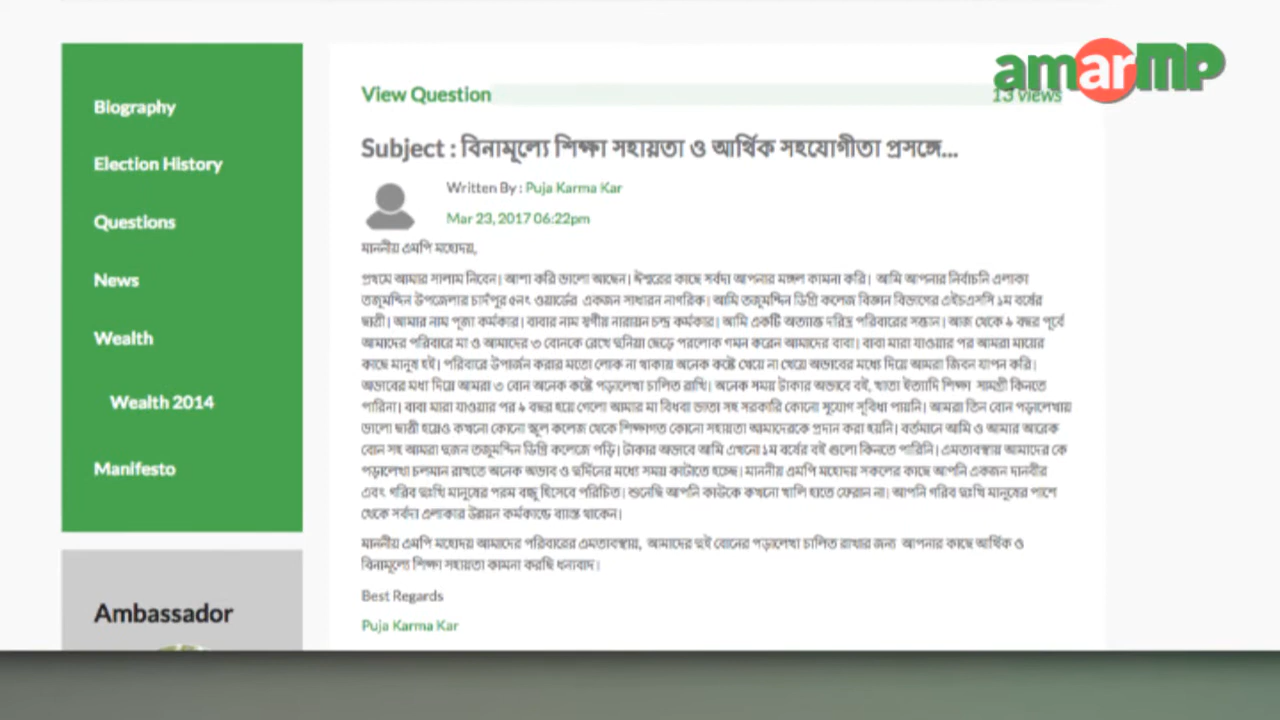 amarMP
Biography
Election History
Questions
News
Wealth
Wealth 2014
Manifesto
Ambassador
View Question
13 views
Subject : বিনামূল্যে শিক্ষা সহায়তা ও আর্থিক সহযোগীতা প্রসঙ্গে...
Written By : Puja Karma Kar
Mar 23, 2017 06:22pm
মাননীয় এমপি মহোদয়,
প্রথমে আমার সালাম নিবেন। আশা করি ভালো আছেন। ঈশ্বরের কাছে সর্বদা আপনার মঙ্গল কামনা করি। আমি আপনার নির্বাচনি এলাকা
তজুমদ্দিন উপজেলার চাদঁপুর ৫নং ওয়ার্ডের একজন সাধারন নাগরিক। আমি তজুমদ্দিন ডিগ্রি কলেজ বিজ্ঞান বিভাগের এইচএসসি ১ম বর্ষের
ছাত্রী। আমার নাম পূজা কর্মকার। বাবার নাম স্বর্গীয় নারায়ন চন্দ্র কর্মকার। আমি একটি অত্যান্ত দরিদ্র পরিবারের সন্তান। আজ থেকে ৯ বছর পূর্বে
আমাদের পরিবারে মা ও আমাদের ৩ বোনকে রেখে দুনিয়া ছেড়ে পরলোক গমন করেন আমাদের বাবা। বাবা মারা যাওয়ার পর আমরা মায়ের
কাছে মানুষ হই। পরিবারে উপার্জন করার মতো লোক না থাকায় অনেক কষ্টে খেয়ে না খেয়ে অভাবের মধ্যে দিয়ে আমরা জিবন যাপন করি।
অভাবের মধ্য দিয়ে আমরা ৩ বোন অনেক কষ্টে পড়ালেখা চালিত রাখি। অনেক সময় টাকার অভাবে বই, খাতা ইত্যাদি শিক্ষা সামগ্রী কিনতে
পারিনা। বাবা মারা যাওয়ার পর ৯ বছর হয়ে গেলো আমার মা বিধবা ভাতা সহ সরকারি কোনো সুযোগ সুবিধা পায়নি। আমরা তিন বোন পড়ালেখায়
ভালো ছাত্রী হয়েও কখনো কোনো স্কুল কলেজ থেকে শিক্ষাগত কোনো সহায়তা আমাদেরকে প্রদান করা হয়নি। বর্তমানে আমি ও আমার আরেক
বোন সহ আমরা দুজন তজুমদ্দিন ডিগ্রি কলেজে পড়ি। টাকার অভাবে আমি এখনো ১ম বর্ষের বই গুলো কিনতে পারিনি। এমতাবস্থায় আমাদের কে
পড়ালেখা চলমান রাখতে অনেক অভাব ও দুর্দিনের মধ্যে সময় কাটাতে হচ্ছে। মাননীয় এমপি মহোদয় সকলের কাছে আপনি একজন দানবীর
এবং গরিব দুঃখি মানুষের পরম বন্ধু হিসেবে পরিচিত। শুনেছি আপনি কাউকে কখনো খালি হাতে ফেরান না। আপনি গরিব দুঃখি মানুষের পাশে
থেকে সর্বদা এলাকার উন্নয়ন কর্মকান্ডে ব্যাস্ত থাকেন।
মাননীয় এমপি মহোদয় আমাদের পরিবারের এমতাবস্থায়, আমাদের দুই বোনের পড়ালেখা চালিত রাখার জন্য আপনার কাছে আর্থিক ও
বিনামূল্যে শিক্ষা সহায়তা কামনা করছি ধন্যবাদ।
Best Regards
Puja Karma Kar